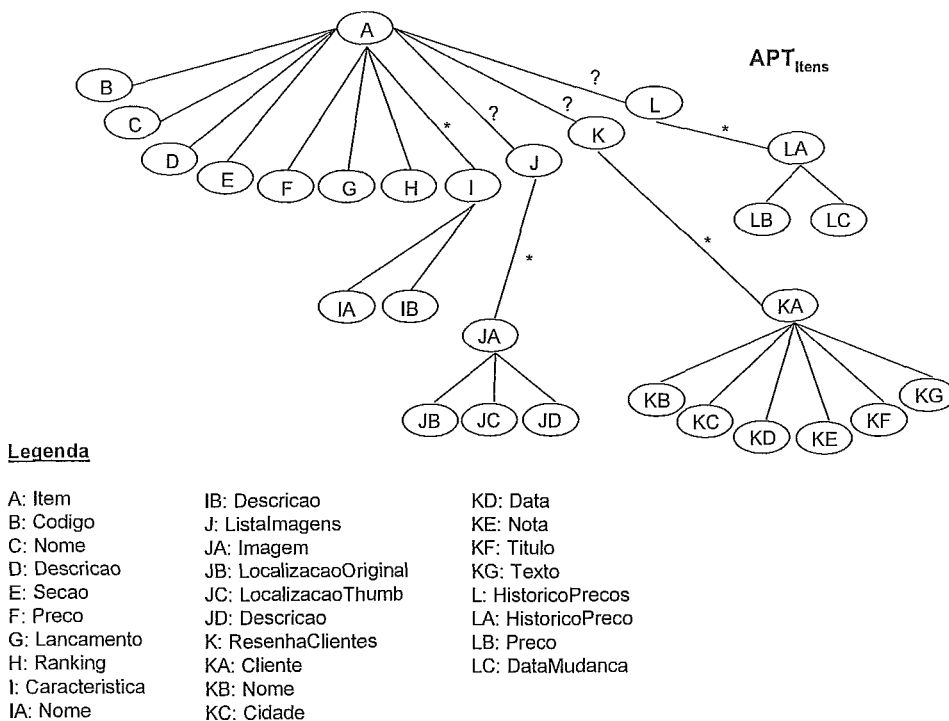 A
APT Itens
?
L
?
B
K
*
C
?
*
J
LA
D
E
F
G
H
I
LB
LC
*
*
IA
IB
KA
JA
KG
KB
KF
KC
KD
KE
JB
JC
JD
Legenda
A: Item
B: Codigo
C: Nome
D: Descricao
E: Secao
F: Preco
G: Lancamento
H: Ranking
I: Caracteristica
IA: Nome
IB: Descricao
J: ListaImagens
JA: Imagem
JB: LocalizacaoOriginal
JC: LocalizacaoThumb
JD: Descricao
K: ResenhaClientes
KA: Cliente
KB: Nome
KC: Cidade
KD: Data
KE: Nota
KF: Titulo
KG: Texto
L: HistoricoPrecos
LA: HistoricoPreco
LB: Preco
LC: DataMudanca